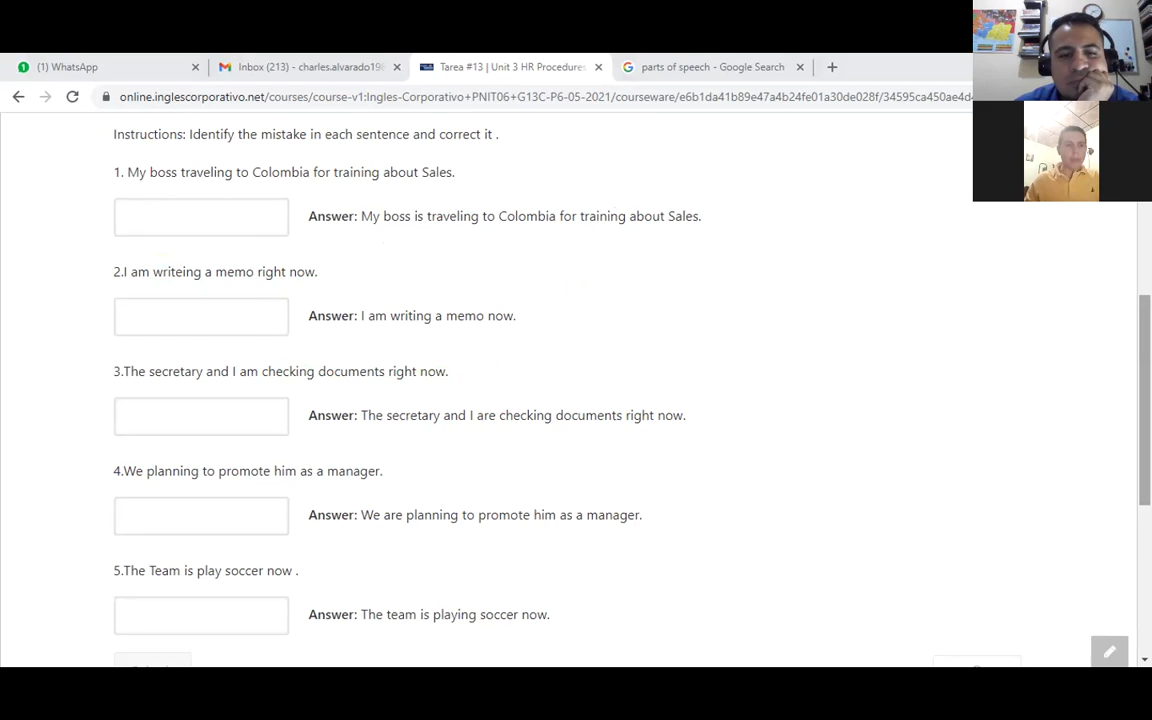 (1) WhatsApp
Inbox (213) - charles.alvarado19
Tarea #13 | Unit 3 HR Procedures
parts of speech - Google Search
online.inglescorporativo.net/courses/course-v1:Ingles-Corporativo+PNIT06+G13C-P6-05-2021/courseware/e6b1da41b89e47a4b24fe01a30de028f/34595ca450ae4d4
Instructions: Identify the mistake in each sentence and correct it .
1. My boss traveling to Colombia for training about Sales.
Answer: My boss is traveling to Colombia for training about Sales.
2.I am writeing a memo right now.
Answer: I am writing a memo now.
3.The secretary and I am checking documents right now.
Answer: The secretary and I are checking documents right now.
4.We planning to promote him as a manager.
Answer: We are planning to promote him as a manager.
5.The Team is play soccer now .
Answer: The team is playing soccer now.